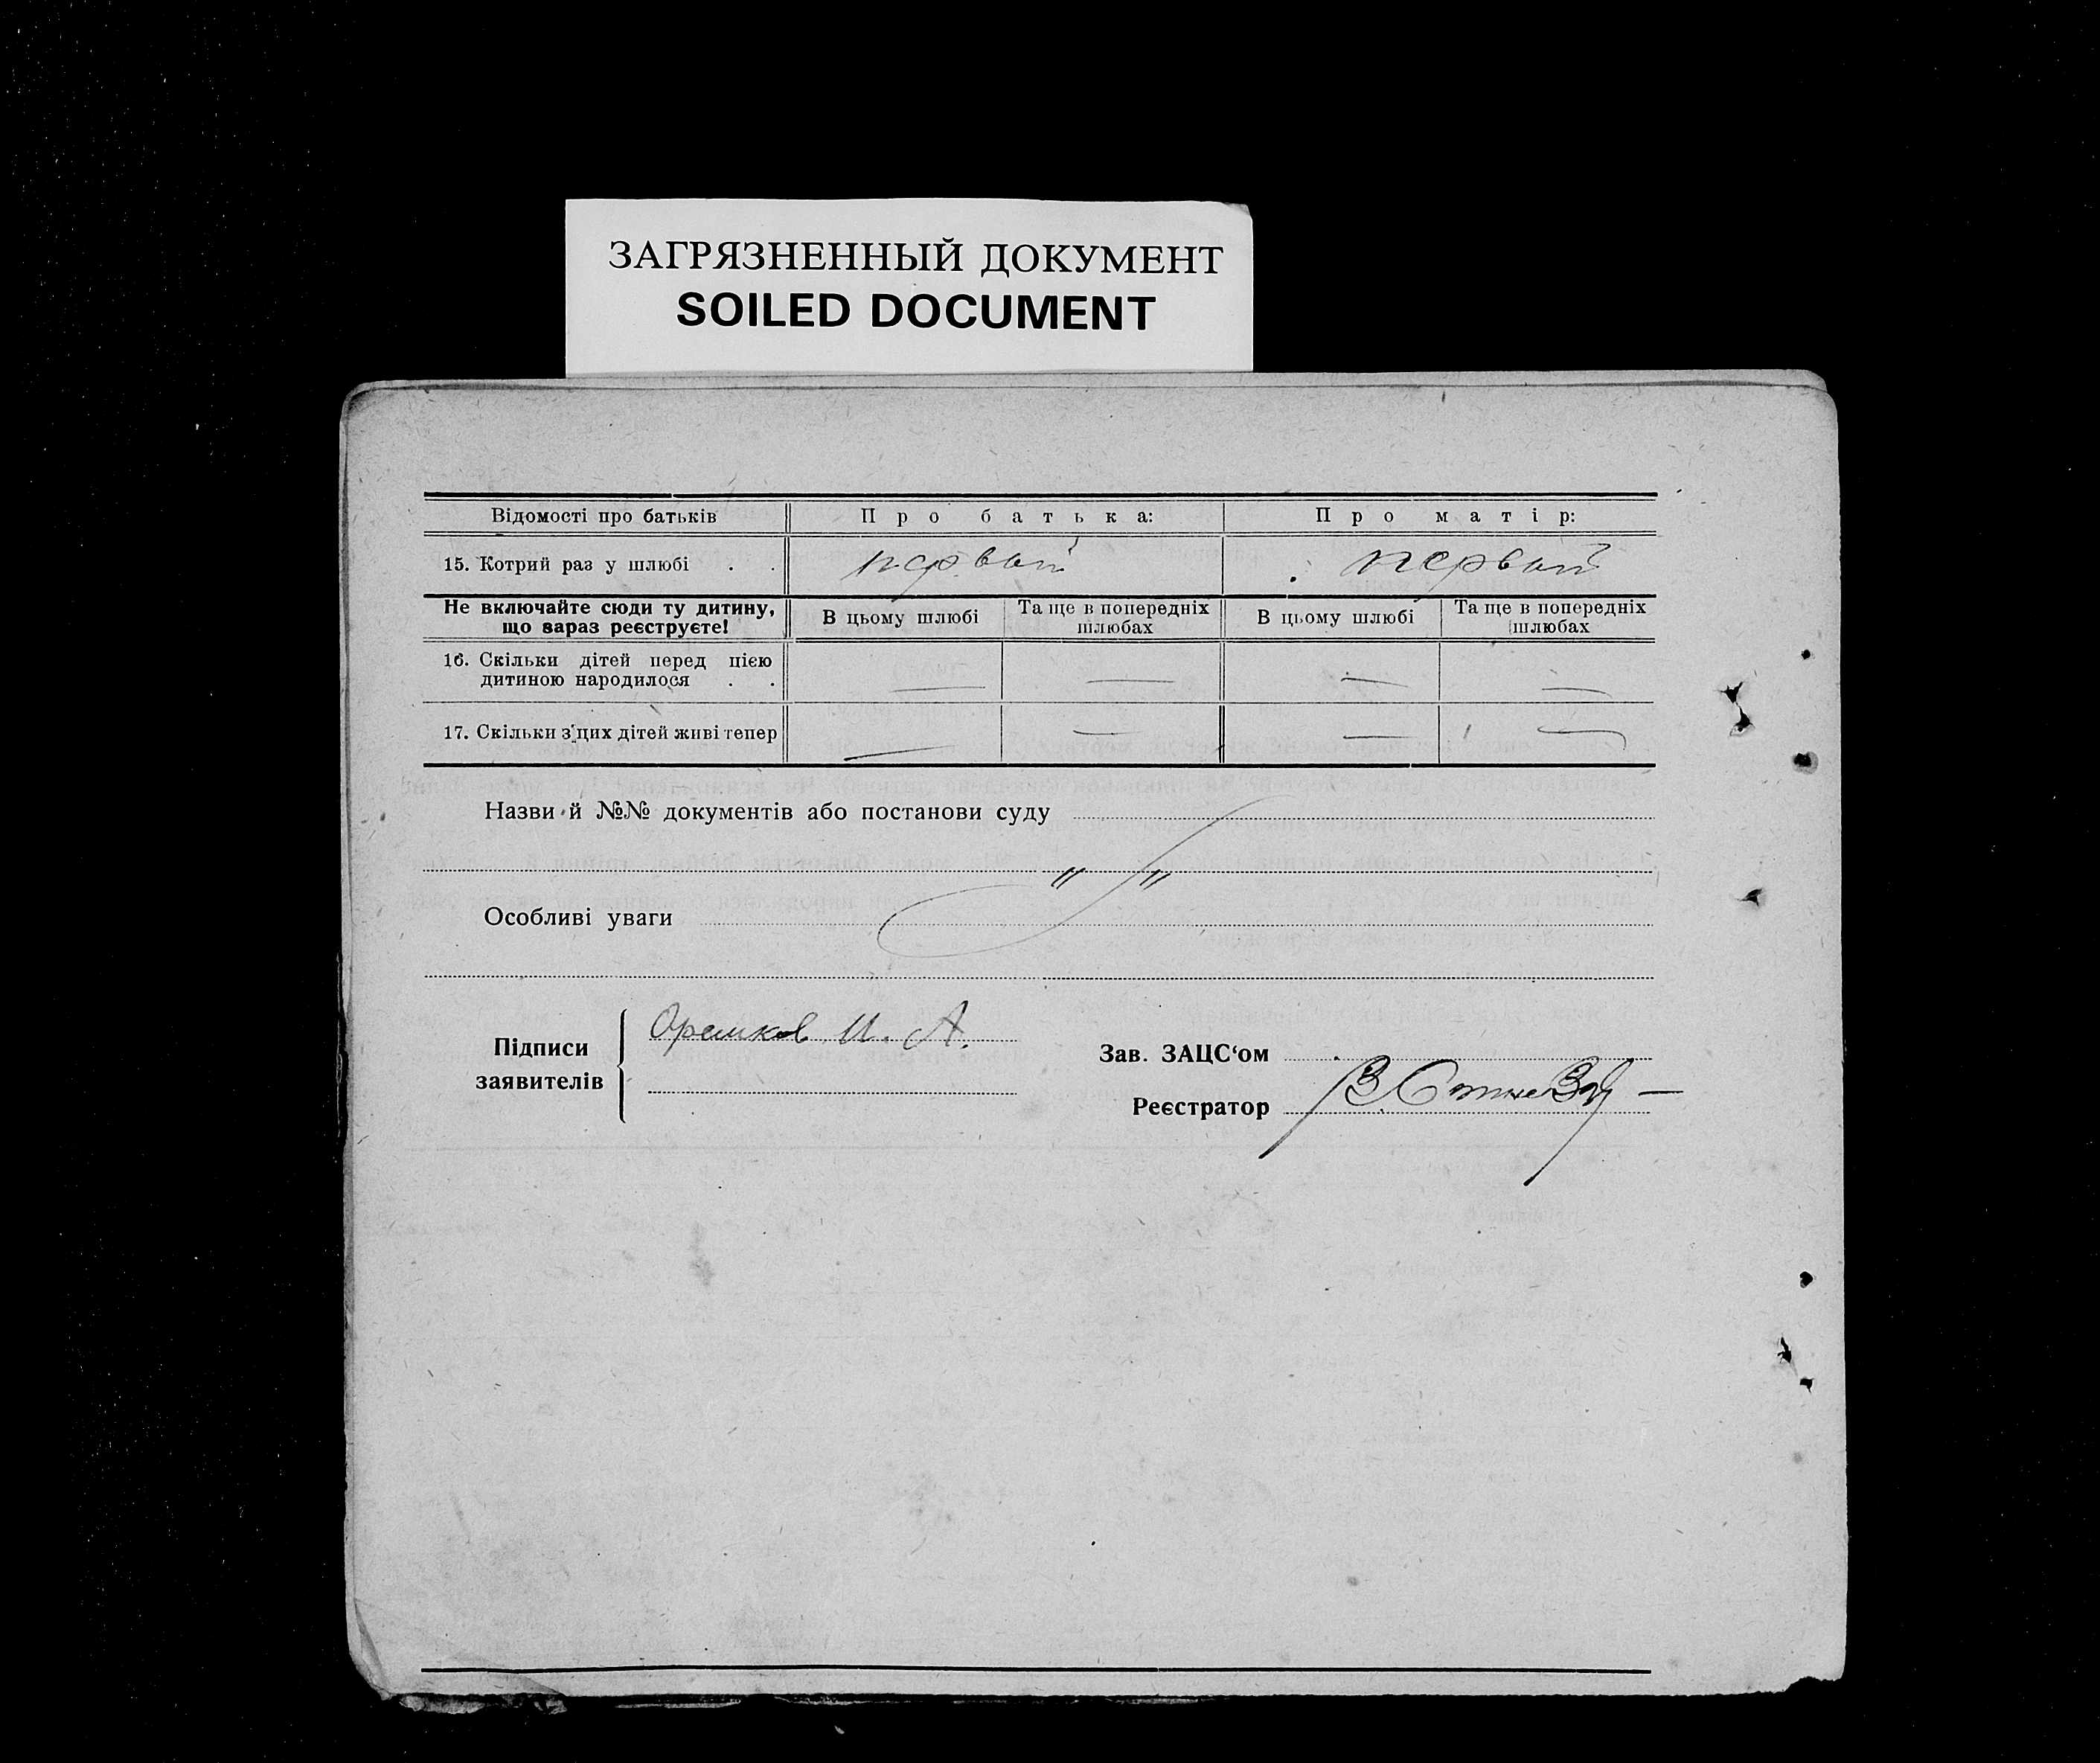 ЗАГРЯЗНЕННЫЙ ДОКУМЕНТ
SOILED DOCUMENT
Відомості про батьків Про батька: Про матір:
15. Котрий раз у шлюбі . . первый первый
Не включайте сюди ту дитину, що зараз реєструєте! В цьому шлюбі Та ще в попередніх шлюбах В цьому шлюбі Та ще в попередніх шлюбах
16. Скільки дітей перед цією дитиною народилося . . — — — —
17. Скільки з цих дітей живі тепер — — — —
Назви й №№ документів або постанови суду
" "
Особливі уваги
Підписи заявителів
Орешков И. А.
Зав. ЗАЦС‘ом
Реєстратор